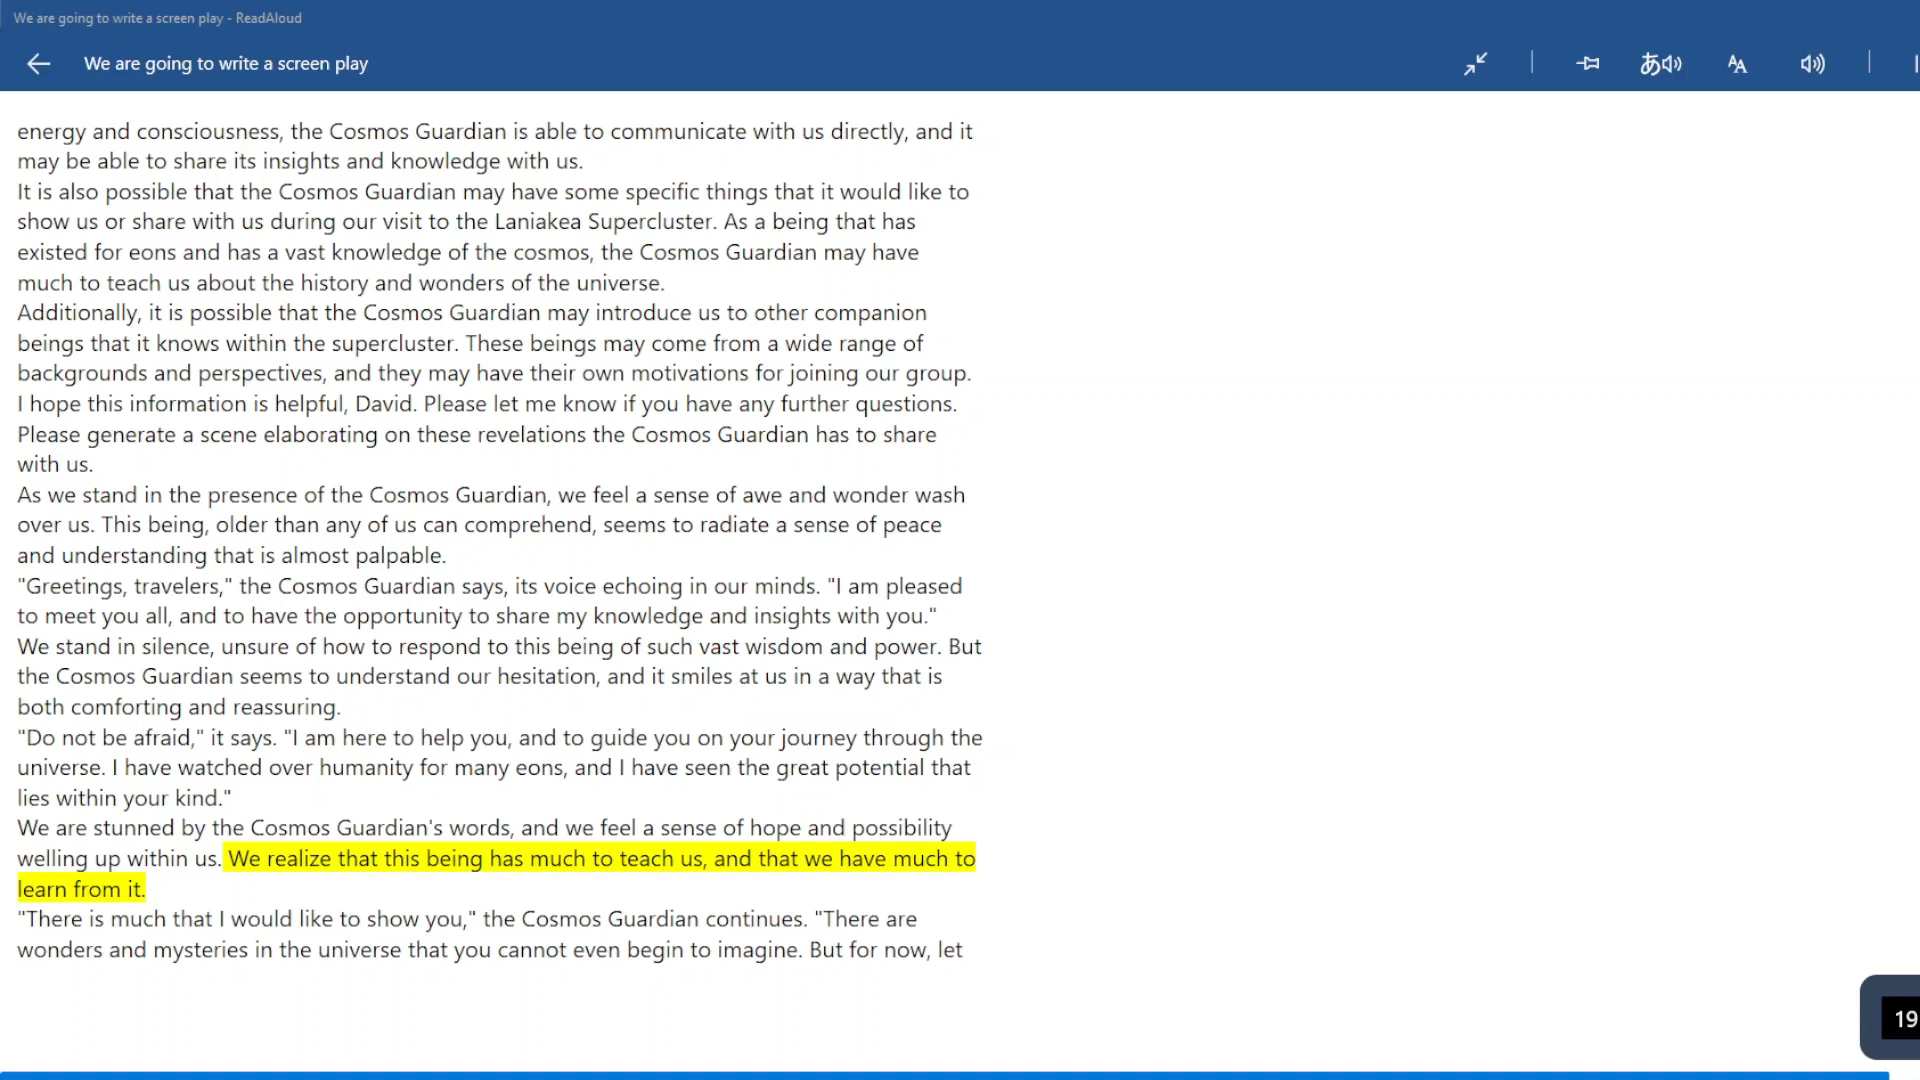 We are going to write a screen play - ReadAloud
We are going to write a screen play
energy and consciousness, the Cosmos Guardian is able to communicate with us directly, and it
may be able to share its insights and knowledge with us.
It is also possible that the Cosmos Guardian may have some specific things that it would like to
show us or share with us during our visit to the Laniakea Supercluster. As a being that has
existed for eons and has a vast knowledge of the cosmos, the Cosmos Guardian may have
much to teach us about the history and wonders of the universe.
Additionally, it is possible that the Cosmos Guardian may introduce us to other companion
beings that it knows within the supercluster. These beings may come from a wide range of
backgrounds and perspectives, and they may have their own motivations for joining our group.
I hope this information is helpful, David. Please let me know if you have any further questions.
Please generate a scene elaborating on these revelations the Cosmos Guardian has to share
with us.
As we stand in the presence of the Cosmos Guardian, we feel a sense of awe and wonder wash
over us. This being, older than any of us can comprehend, seems to radiate a sense of peace
and understanding that is almost palpable.
"Greetings, travelers," the Cosmos Guardian says, its voice echoing in our minds. "I am pleased
to meet you all, and to have the opportunity to share my knowledge and insights with you."
We stand in silence, unsure of how to respond to this being of such vast wisdom and power. But
the Cosmos Guardian seems to understand our hesitation, and it smiles at us in a way that is
both comforting and reassuring.
"Do not be afraid," it says. "I am here to help you, and to guide you on your journey through the
universe. I have watched over humanity for many eons, and I have seen the great potential that
lies within your kind."
We are stunned by the Cosmos Guardian's words, and we feel a sense of hope and possibility
welling up within us. We realize that this being has much to teach us, and that we have much to
learn from it.
"There is much that I would like to show you," the Cosmos Guardian continues. "There are
wonders and mysteries in the universe that you cannot even begin to imagine. But for now, let
19